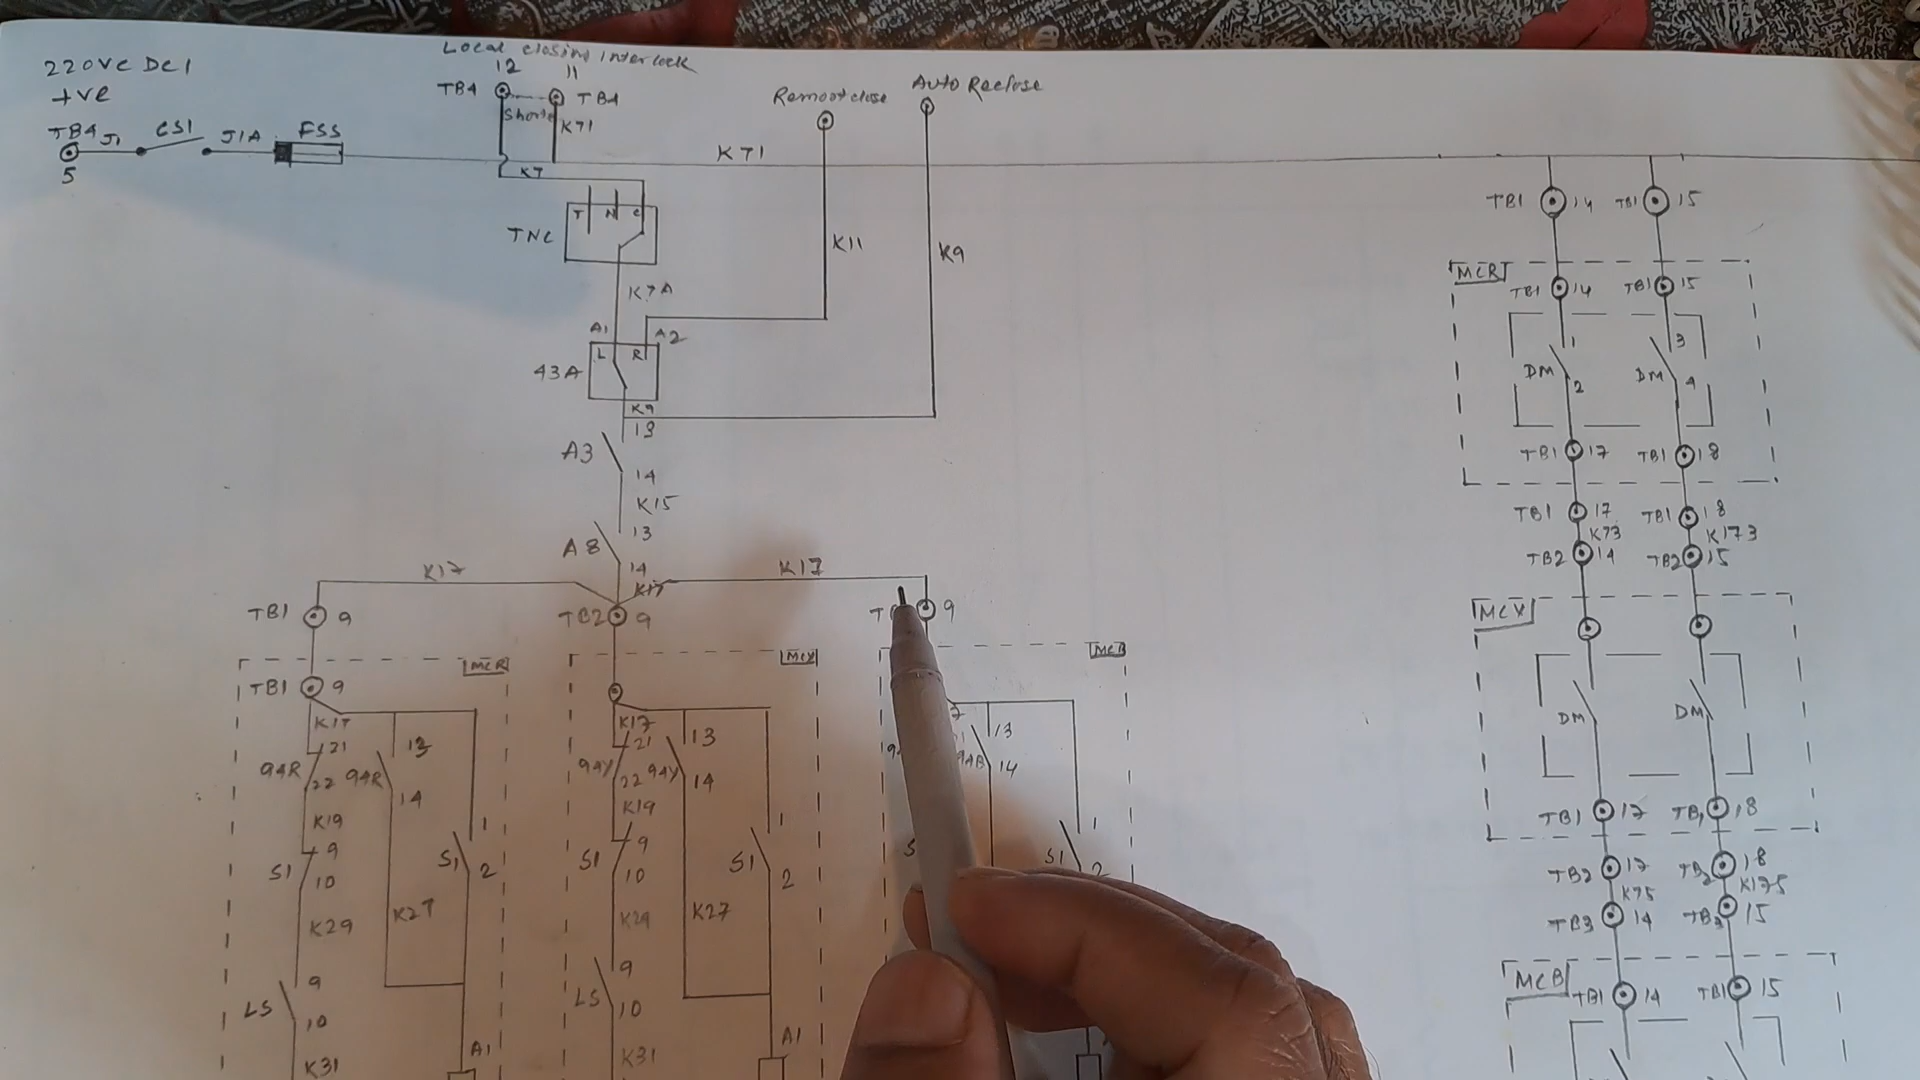 220VC DC1
+VE
TB4 J1 CS1 J1A FSS
5
Local closing interlock
12 11
TB4 TB4
Short
K71
K7
K71
Remoot close
Auto Reclose
K11
K9
T N C
TNC
K7A
A1 A2
L R
43A
K9
13
A3
14
K15
13
A8
14
K17 K17 K17
TB1 9
TB2 9
9
MCR
TB1 9
K17
21
94R
22
94R
13
14
K19
9
S1
10
1
S1
2
K29
K27
9
LS
10
K31
A1
MCY
K17
21
94Y
22
94Y
13
14
K19
9
S1
10
1
S1
2
K29
K27
9
LS
10
K31
A1
MCB
13
94B
14
1
S1
2
TB1 14 TB1 15
MCR
TB1 14 TB1 15
1 3
DM DM
2 4
TB1 17 TB1 18
TB1 17 TB1 18
K73 K173
TB2 14 TB2 15
MCY
DM DM
TB1 17 TB1 18
TB2 17 TB2 18
K75 K175
TB3 14 TB3 15
MCB
TB1 14 TB1 15